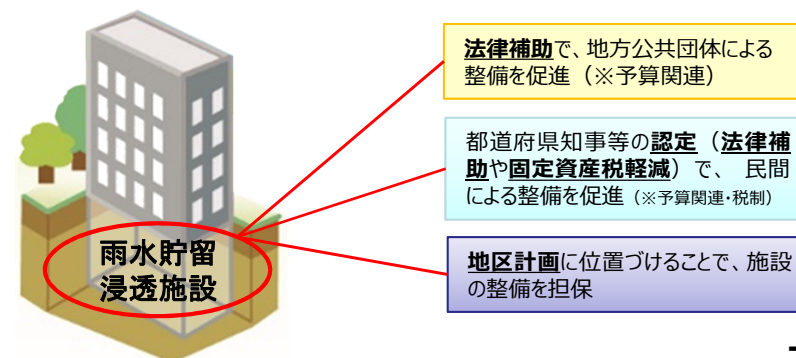 法律補助で、地方公共団体による
整備を促進（※予算関連）
都道府県知事等の認定（法律補
助や固定資産税軽減）で、 民間
による整備を促進（※予算関連・税制）
雨水貯留
浸透施設
地区計画に位置づけることで、施設
の整備を担保